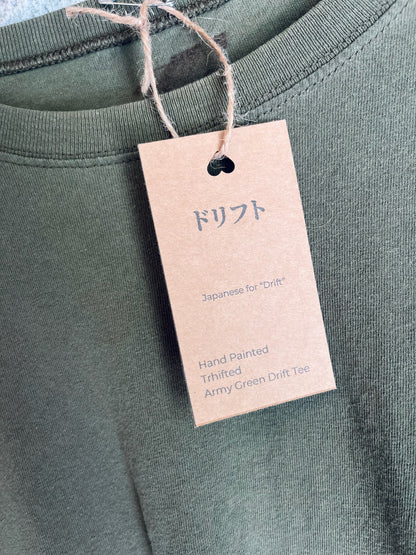 ドリフト
Japanese for "Drift"
Hand Painted
Trhifted
Army Green Drift Tee